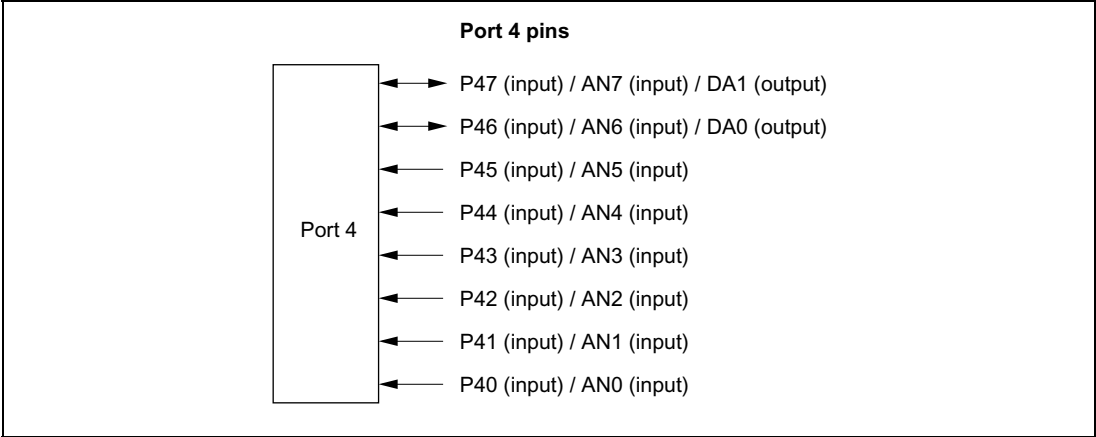 Port 4 pins
P47 (input) / AN7 (input) / DA1 (output)
P46 (input) / AN6 (input) / DA0 (output)
P45 (input) / AN5 (input)
P44 (input) / AN4 (input)
Port 4
P43 (input) / AN3 (input)
P42 (input) / AN2 (input)
P41 (input) / AN1 (input)
P40 (input) / AN0 (input)